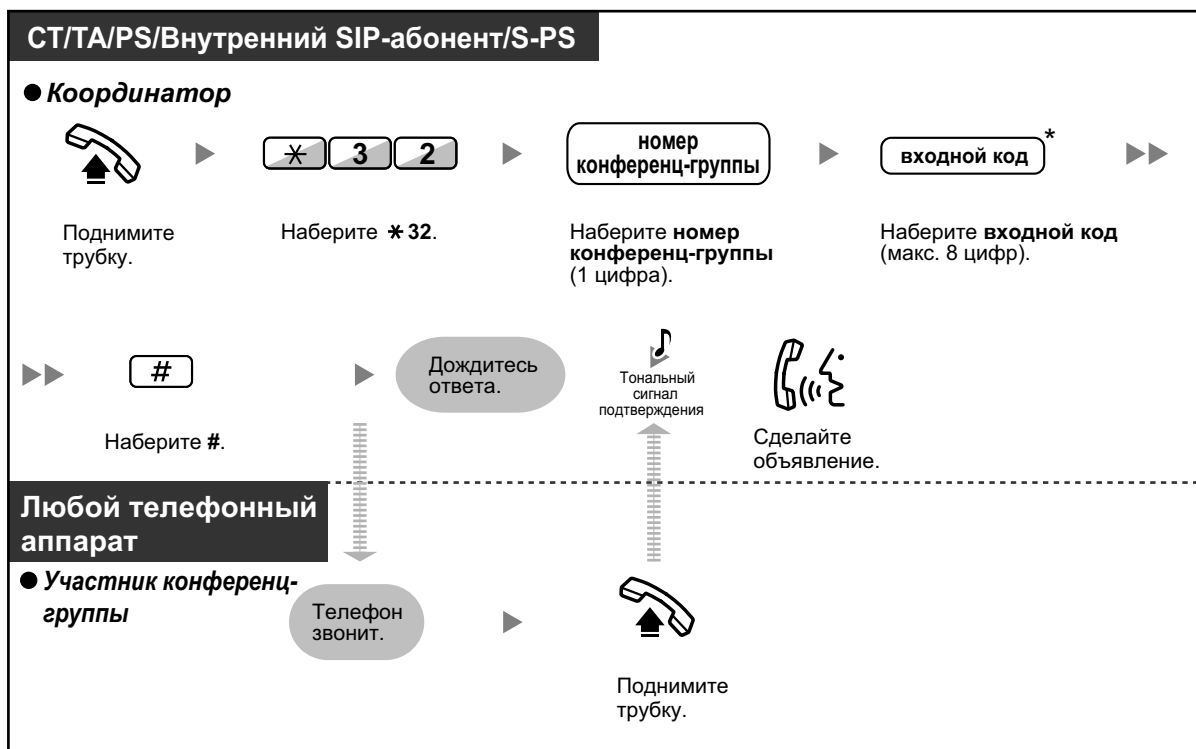 СТ/ТА/PS/Внутренний SIP-абонент/S-PS
● Координатор
✳ 3 2
номер
конференц-группы
входной код *
Поднимите
трубку.
Наберите ✳ 32.
Наберите номер
конференц-группы
(1 цифра).
Наберите входной код
(макс. 8 цифр).
#
Дождитесь
ответа.
Тональный
сигнал
подтверждения
Наберите #.
Сделайте
объявление.
Любой телефонный
аппарат
● Участник конференц-
группы
Телефон
звонит.
Поднимите
трубку.